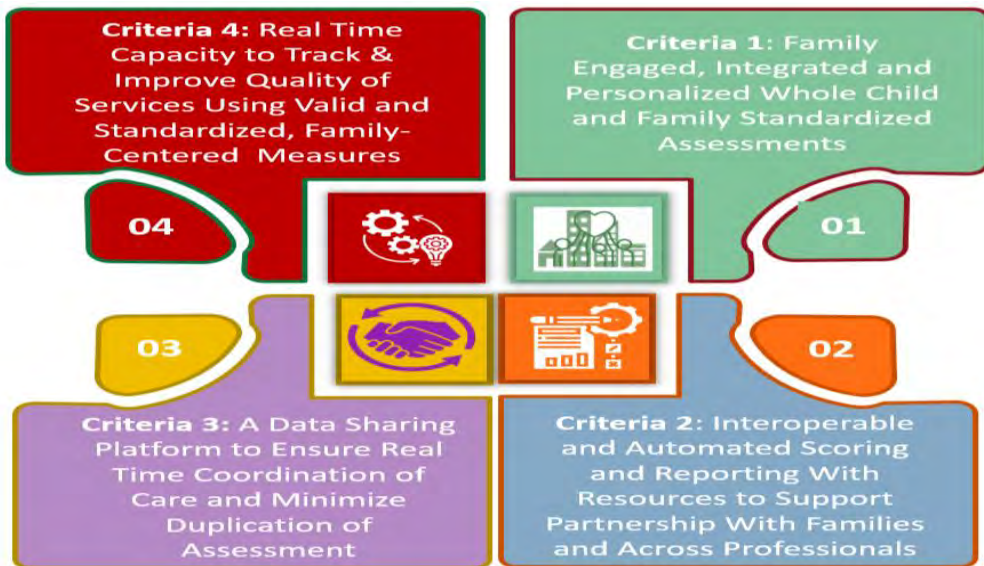 Criteria 4: Real Time
Capacity to Track &
Improve Quality of
Services Using Valid and
Standardized, Family-
Centered Measures
04
Criteria 1: Family
Engaged, Integrated and
Personalized Whole Child
and Family Standardized
Assessments
01
03
Criteria 3: A Data Sharing
Platform to Ensure Real
Time Coordination of
Care and Minimize
Duplication of
Assessment
02
Criteria 2: Interoperable
and Automated Scoring
and Reporting With
Resources to Support
Partnership With Families
and Across Professionals